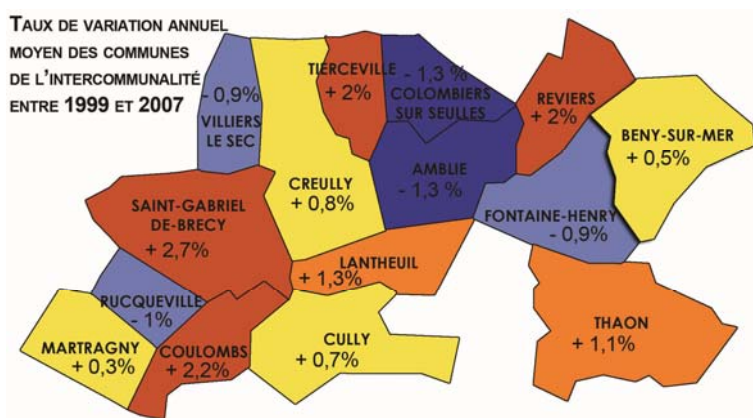 TAUX DE VARIATION ANNUEL
MOYEN DES COMMUNES
DE L'INTERCOMMUNALITÉ
ENTRE 1999 ET 2007
- 0,9%
VILLIERS
LE SEC
TIERCEVILLE
+ 2%
- 1,3 %
COLOMBIERS
SUR SEULLES
REVIERS
+ 2%
BENY-SUR-MER
+ 0,5%
CREULLY
+ 0,8%
AMBLIE
- 1,3 %
SAINT-GABRIEL
DE-BRECY
+ 2,7%
FONTAINE-HENRY
- 0,9%
LANTHEUIL
+ 1,3%
RUCQUEVILLE
- 1%
MARTRAGNY
+ 0,3%
COULOMBS
+ 2,2%
CULLY
+ 0,7%
THAON
+ 1,1%